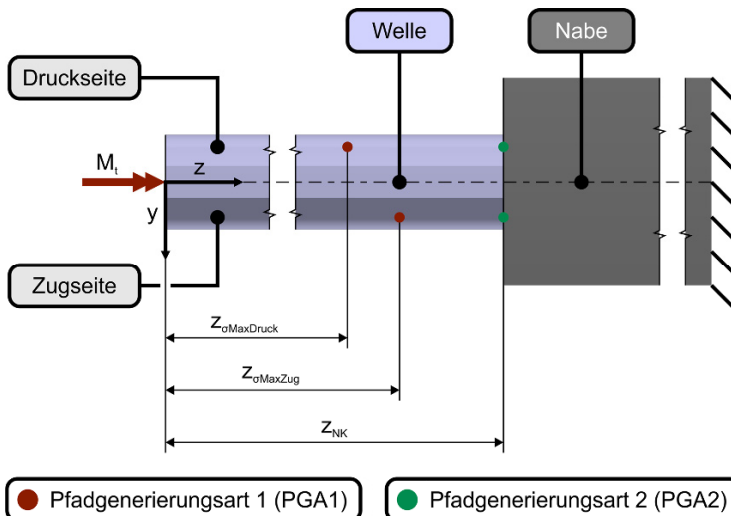 Welle
Nabe
Druckseite
M_t
z
y
Zugseite
z_σMaxDruck
z_σMaxZug
z_NK
Pfadgenerierungsart 1 (PGA1)
Pfadgenerierungsart 2 (PGA2)